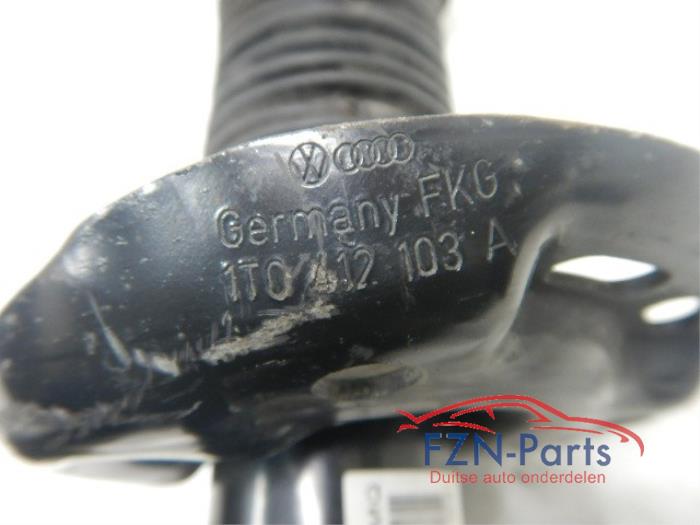 Germany FKG
1T0 412 103 A
FZN-Parts
Duitse auto onderdelen